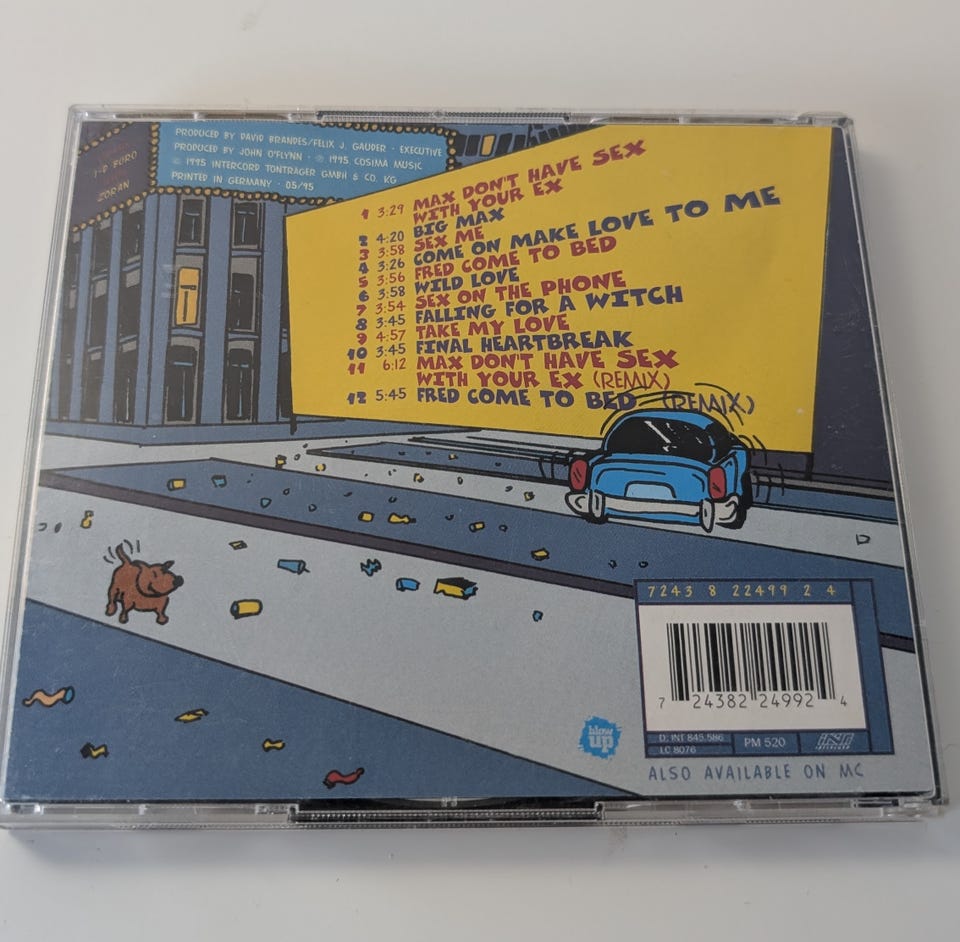 I-D BÜRO
ZORAN
PRODUCED BY DAVID BRANDES/FELIX J. GAUDER · EXECUTIVE
PRODUCED BY JOHN O'FLYNN · ℗ 1995 COSIMA MUSIC
© 1995 INTERCORD TONTRÄGER GMBH & CO. KG
PRINTED IN GERMANY · 05/95
1 3:29 MAX DON'T HAVE SEX
WITH YOUR EX
2 4:20 BIG MAX
3 3:58 SEX ME
4 3:26 COME ON MAKE LOVE TO ME
5 3:56 FRED COME TO BED
6 3:58 WILD LOVE
7 3:54 SEX ON THE PHONE
8 3:45 FALLING FOR A WITCH
9 4:57 TAKE MY LOVE
10 3:45 FINAL HEARTBREAK
11 6:12 MAX DON'T HAVE SEX
WITH YOUR EX (REMIX)
12 5:45 FRED COME TO BED (REMIX)
7243 8 22499 2 4
7 24382 24992 4
D: INT 845.586
LC 8076
PM 520
INT
blow
up
ALSO AVAILABLE ON MC